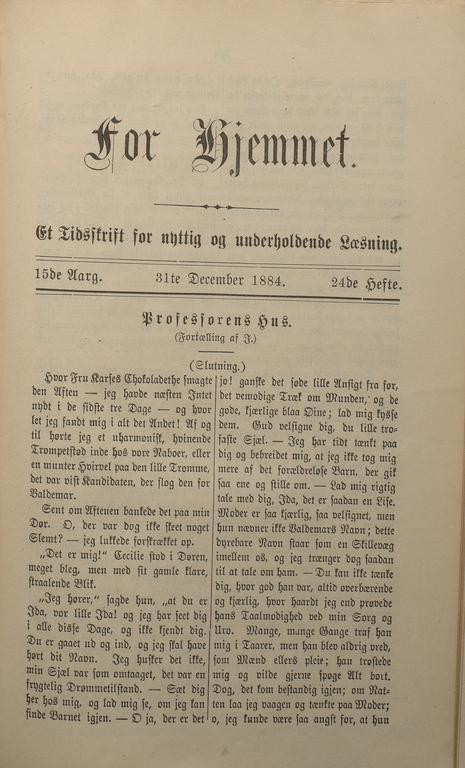 For Hjemmet.
Et Tidsskrift for nyttig og underholdende Læsning.
15de Aarg. 31te December 1884. 24de Hefte.
Professorens Hus.
(Fortælling af J.)
(Slutning.)
Hvor Fru Karses Chokoladethe smagte
den Aften — jeg havde næsten Intet
nydt i de sidste tre Dage — og hvor
let jeg sandt mig i alt det Andet! Af og
til hørte jeg et uharmonisk, hvinende
Trompetstød inde hos vore Naboer, eller
en munter Hvirvel paa den lille Tromme,
det var vist Kandidaten, der slog den for
Valdemar.
Sent om Aftenen bankede det paa min
Dør. O, der var dog ikke skeet noget
Slemt? — jeg lukkede forskrækket op.
„Det er mig!" Cecilie stod i Døren,
meget bleg, men med sit gamle klare,
straalende Blik.
„Jeg hører," sagde hun, „at du er
Ida, vor lille Ida! og jeg har seet dig
i alle disse Dage, og ikke kjendt dig.
Du er gaaet ud og ind, og jeg skal have
hørt dit Navn. Jeg husker det ikke,
min Sjæl var som omtaaget, det var en
frygtelig Drømmetilstand. — Sæt dig
her hos mig, og lad mig se, om jeg kan
finde Barnet igjen. — O ja, der er det
jo! ganske det søde lille Ansigt fra før,
det vemodige Træk om Munden, og de
gode, kjærlige blaa Øine; lad mig kysse
dem. Gud velsigne dig, du lille tro-
faste Sjæl. — Jeg har tidt tænkt paa
dig og bebreidet mig, at jeg ikke tog mig
mere af det forældreløse Barn, der gik
saa ene og stille om. — Lad mig rigtig
tale med dig, Ida, det er saadan en Lise.
Moder er saa kjærlig, saa velsignet, men
hun nævner ikke Valdemars Navn; dette
dyrebare Navn staar som en Skillevæg
imellem os, og jeg trænger dog saadan
til at tale om ham. — Du kan ikke tænke
dig, hvor god han var, altid overbærende
og kjærlig, hvor haardt jeg end prøvede
hans Taalmodighed ved min Sorg og
Uro. Mange, mange Gange traf han
mig i Taarer, men han blev aldrig vred,
som Mænd ellers pleie; han trøstede
mig og vilde gjerne spøge Alt bort.
Dog, det kom bestandig igjen; om Nat-
ten laa jeg vaagen og tænkte paa Moder;
o, jeg kunde være saa angst for, at hun